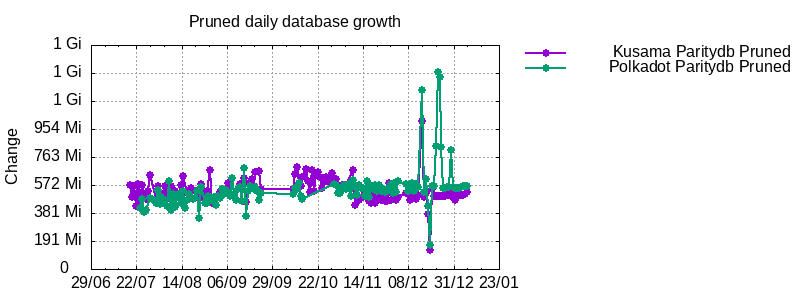 Pruned daily database growth
1 Gi
1 Gi
1 Gi
954 Mi
763 Mi
572 Mi
381 Mi
191 Mi
0
Change
29/06 22/07 14/08 06/09 29/09 22/10 14/11 08/12 31/12 23/01
Kusama Paritydb Pruned
Polkadot Paritydb Pruned